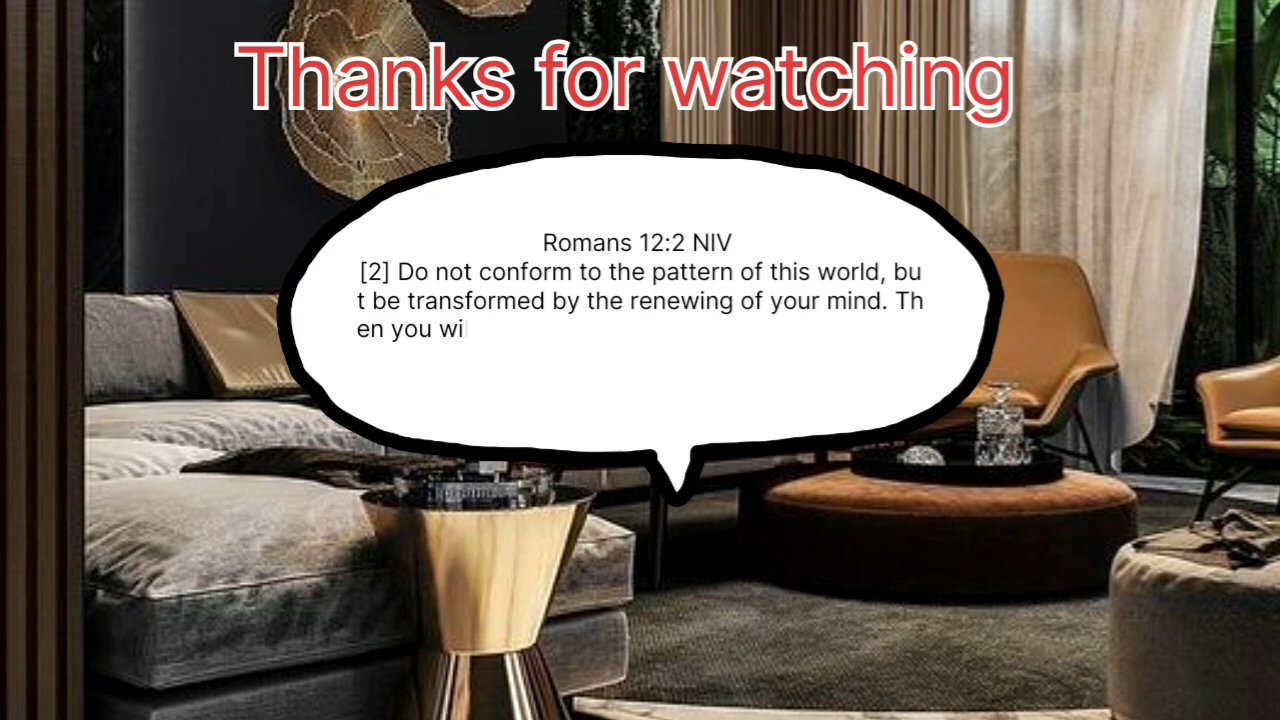 Thanks for watching
Romans 12:2 NIV
[2] Do not conform to the pattern of this world, bu
t be transformed by the renewing of your mind. Th
en you wi